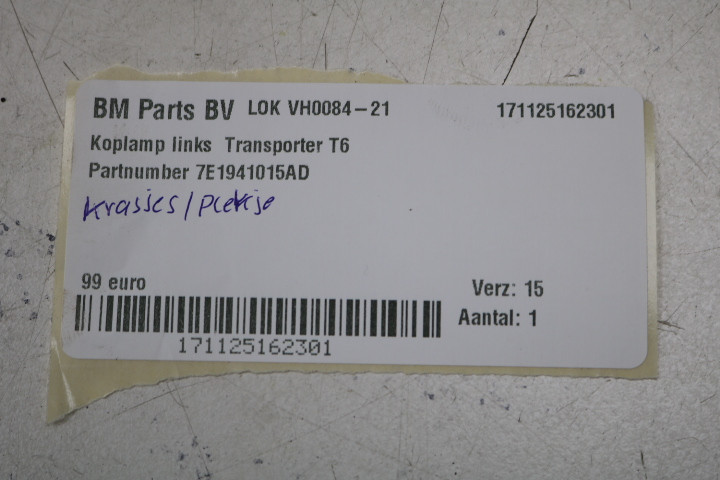 BM Parts BV LOK VH0084-21 171125162301
Koplamp links Transporter T6
Partnumber 7E1941015AD
Krasjes/plekje
99 euro
Verz: 15
Aantal: 1
171125162301